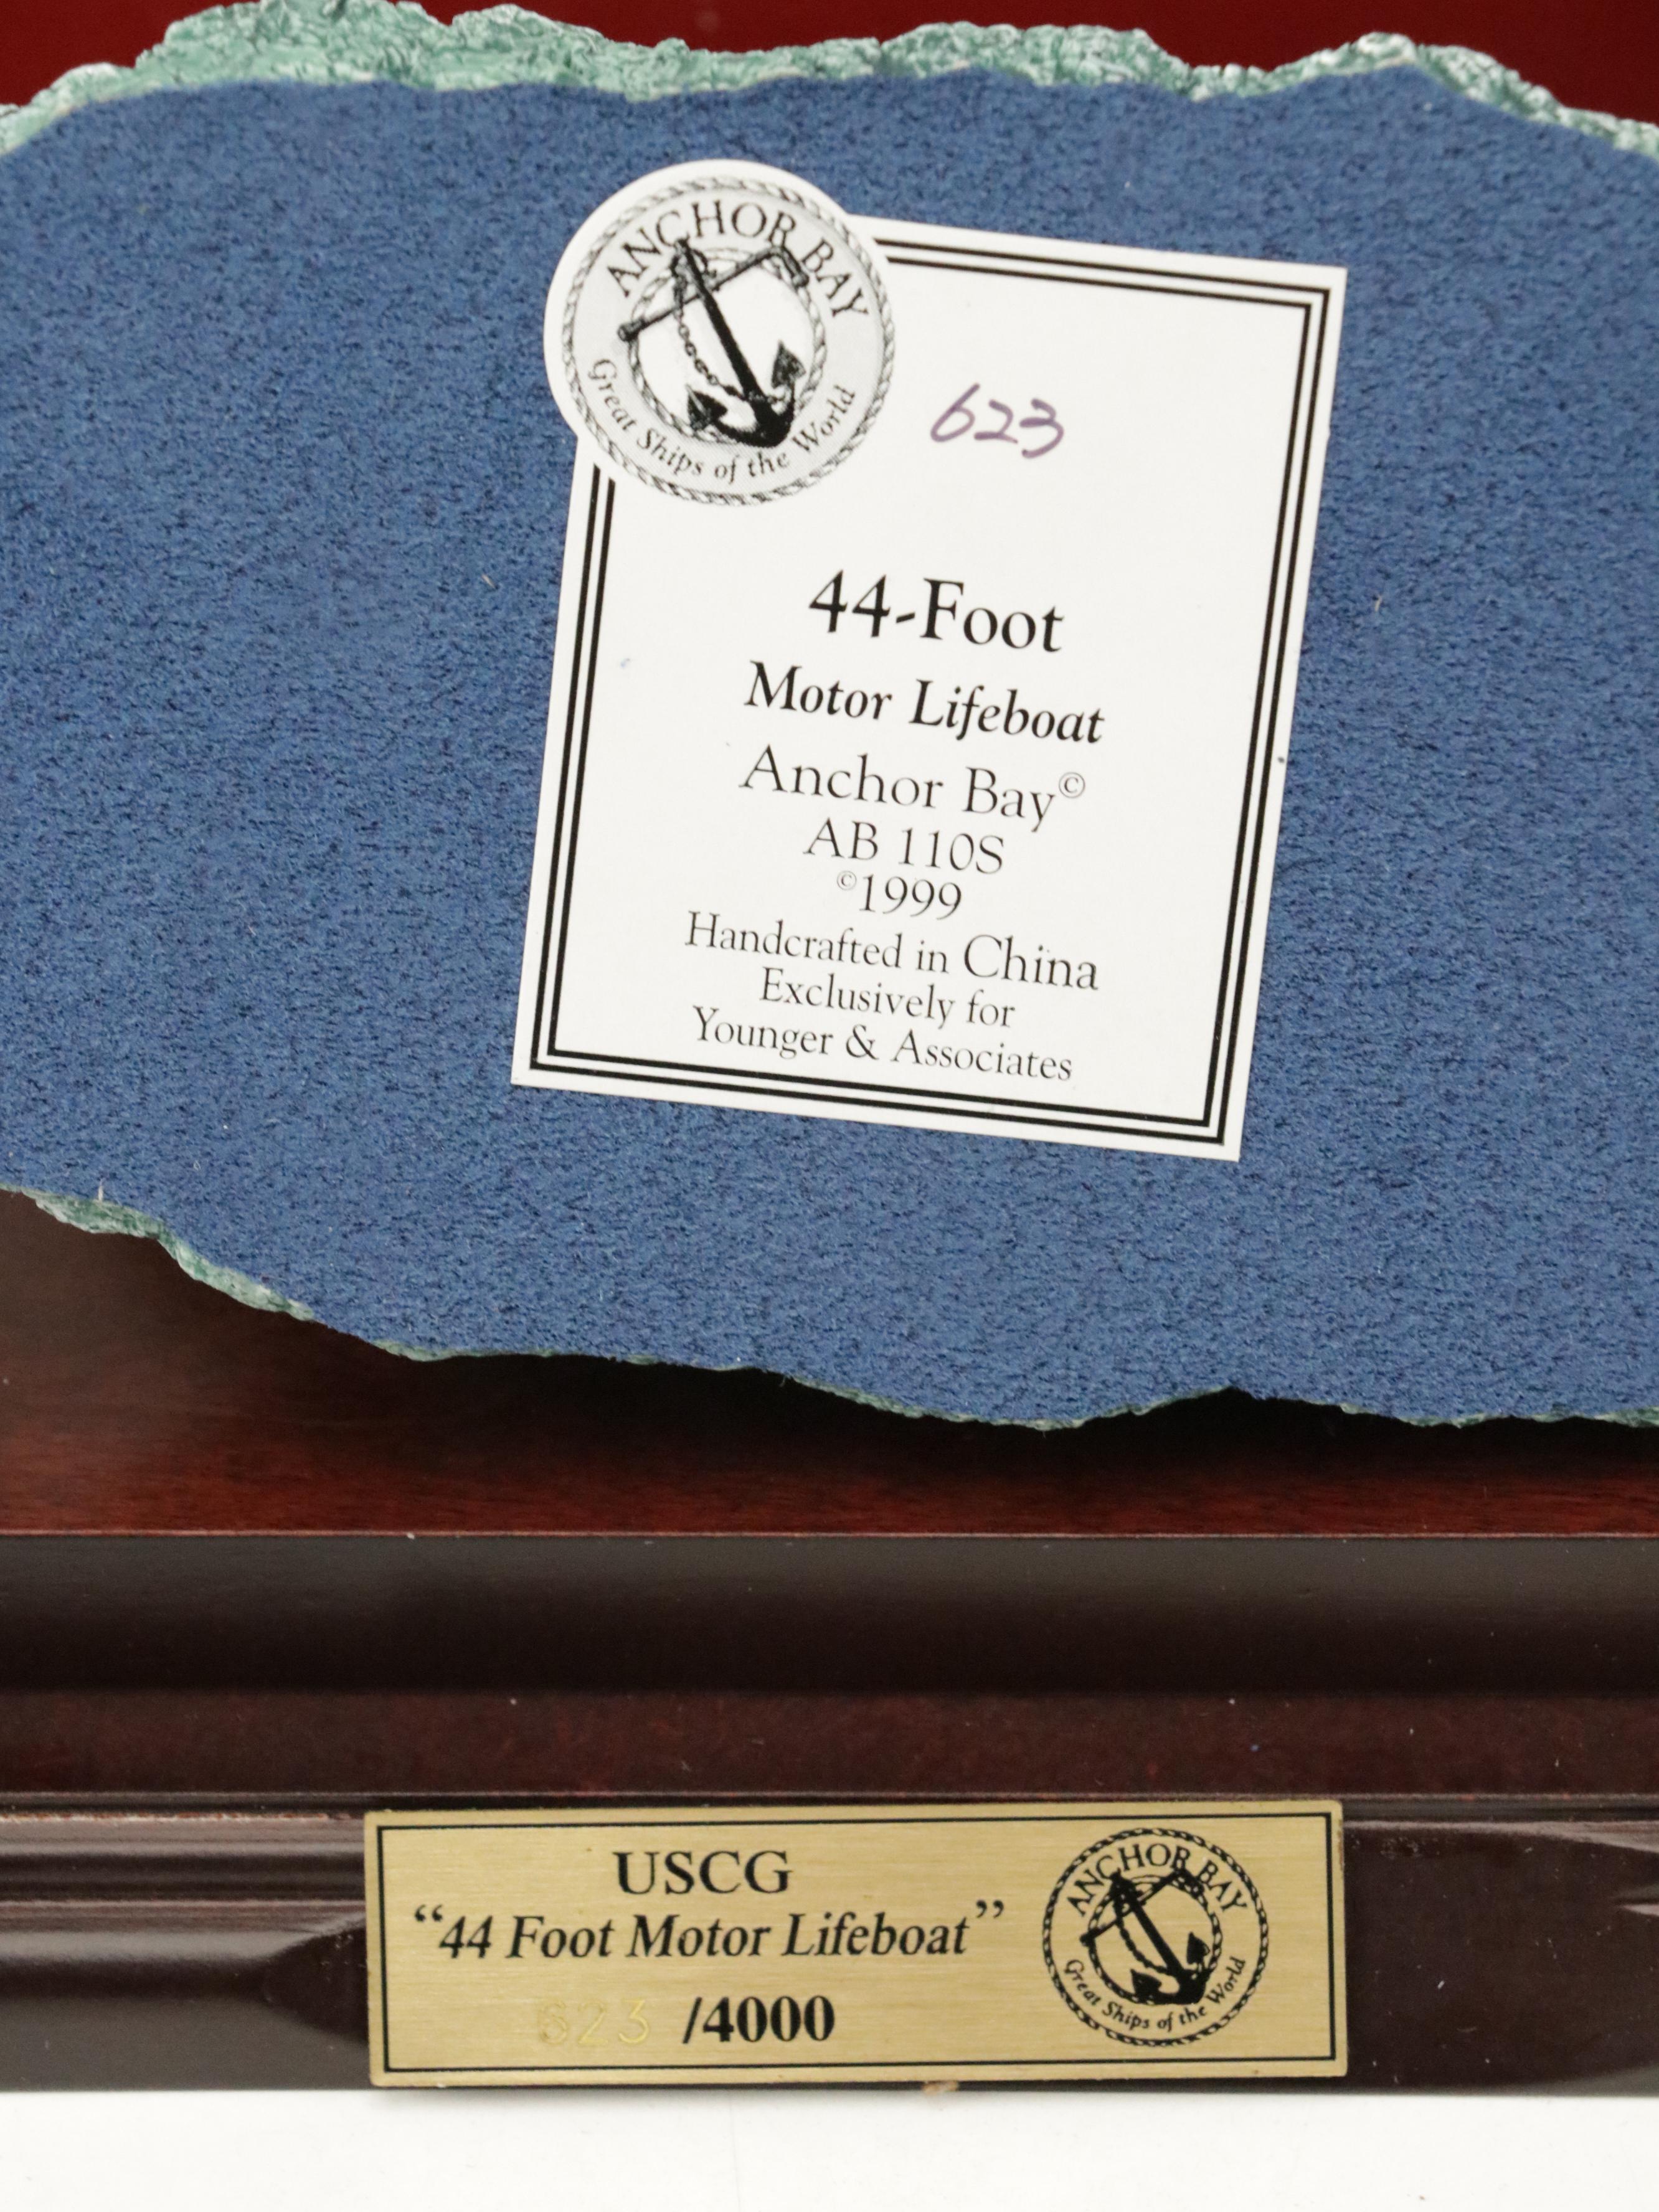 ANCHOR BAY
Great Ships of the World
623
44-Foot
Motor Lifeboat
Anchor Bay©
AB 110S
©1999
Handcrafted in China
Exclusively for
Younger & Associates
USCG
“44 Foot Motor Lifeboat”
623 /4000
ANCHOR BAY
Great Ships of the World